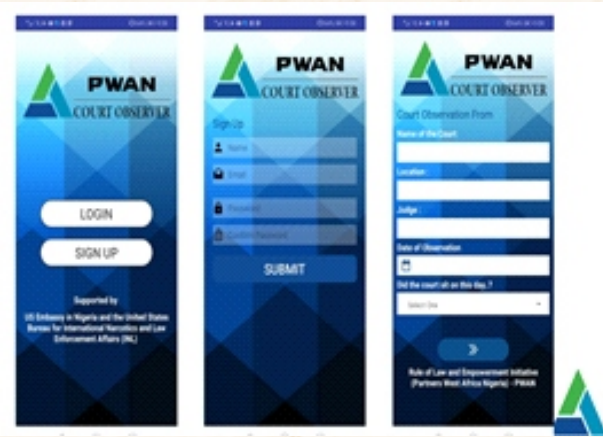 PWAN
COURT OBSERVER
LOGIN
SIGN UP
Supported by
US Embassy in Nigeria and the United States
Bureau for International Narcotics and Law
Enforcement Affairs (INL)
PWAN
COURT OBSERVER
Sign Up
Name
Email
Password
Confirm Password
SUBMIT
PWAN
COURT OBSERVER
Court Observation From
Name of the Court
Location :
Judge :
Date of Observation
Did the court sit on this day..?
Select One
Rule of Law and Empowerment Initiative
(Partners West Africa Nigeria) - PWAN